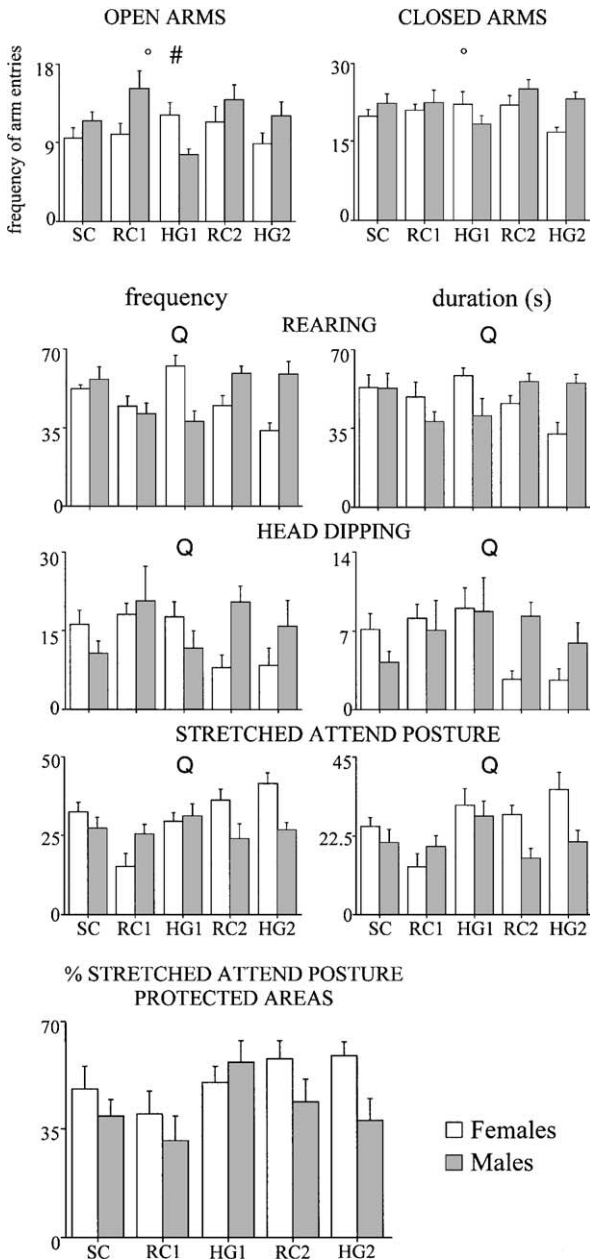 OPEN ARMS
CLOSED ARMS
frequency of arm entries
18
9
0
° #
SC RC1 HG1 RC2 HG2
30
15
0
°
SC RC1 HG1 RC2 HG2
frequency
duration (s)
REARING
70
35
0
Q
70
35
0
Q
HEAD DIPPING
30
15
0
Q
14
7
0
Q
STRETCHED ATTEND POSTURE
50
25
0
Q
SC RC1 HG1 RC2 HG2
45
22.5
0
Q
SC RC1 HG1 RC2 HG2
% STRETCHED ATTEND POSTURE
PROTECTED AREAS
70
35
0
SC RC1 HG1 RC2 HG2
Females
Males